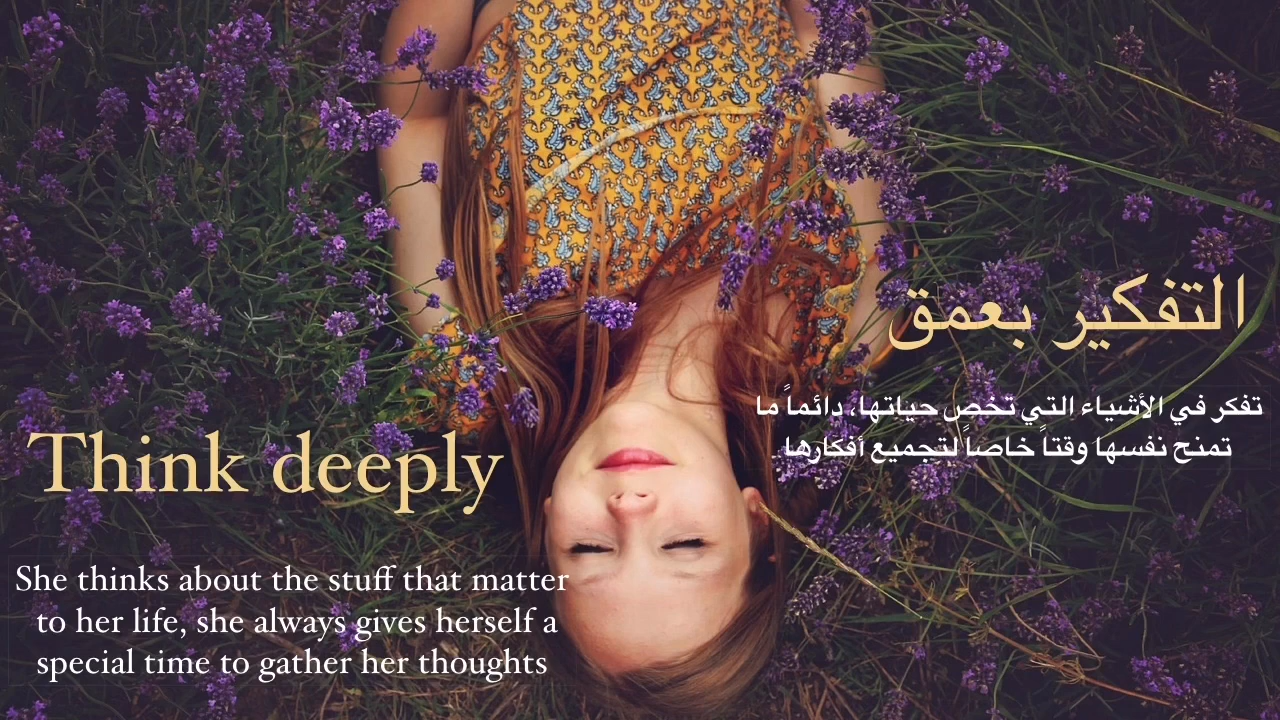 Think deeply
She thinks about the stuff that matter
to her life, she always gives herself a
special time to gather her thoughts
التفكير بعمق
تفكر في الأشياء التي تخص حياتها، دائماً ما
تمنح نفسها وقتاً خاصاً لتجميع أفكارها